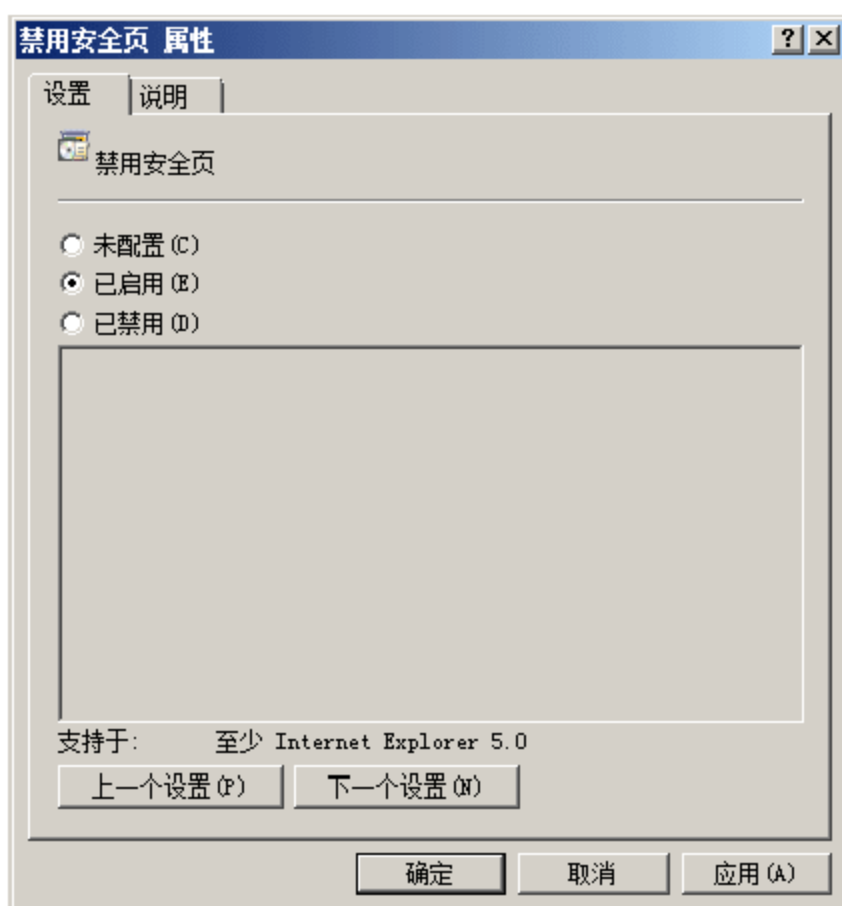 禁用安全页 属性
设置 说明
禁用安全页
未配置(C)
已启用(E)
已禁用(D)
支持于: 至少 Internet Explorer 5.0
上一个设置(P) 下一个设置(N)
确定 取消 应用(A)